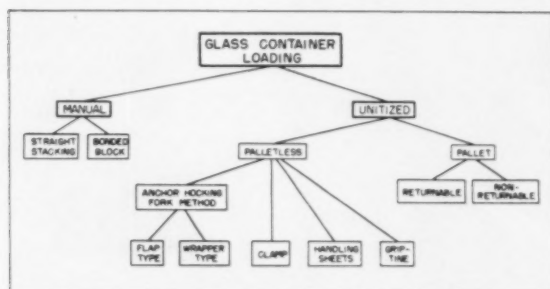 GLASS CONTAINER
LOADING
MANUAL
UNITIZED
STRAIGHT
STACKING
BONDED
BLOCK
PALLETLESS
PALLET
ANCHOR HOCKING
FORK METHOD
RETURNABLE
NON-
RETURNABLE
FLAP
TYPE
WRAPPER
TYPE
CLAMP
HANDLING
SHEETS
GRIP-
TINE